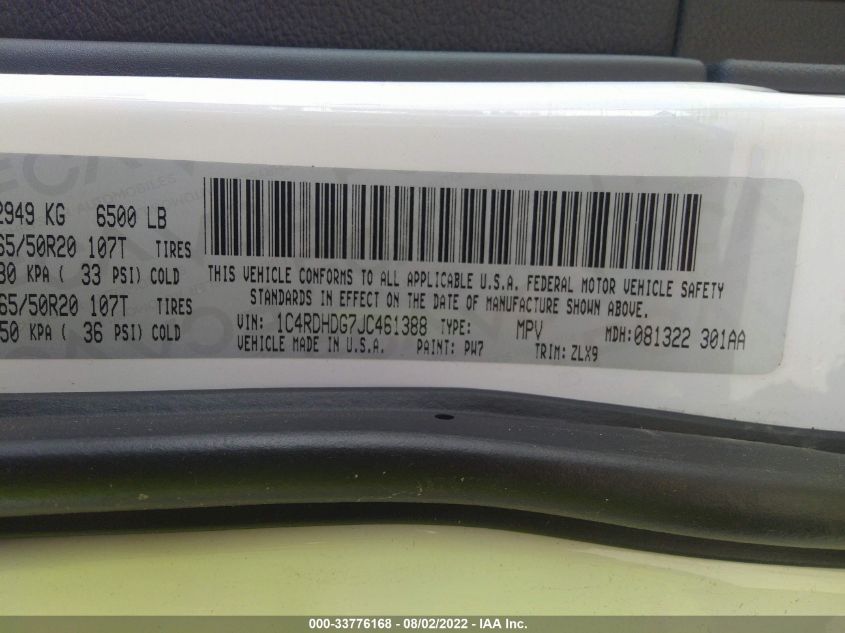 2949 KG 6500 LB
65/50R20 107T TIRES
30 KPA ( 33 PSI) COLD
65/50R20 107T TIRES
50 KPA ( 36 PSI) COLD
THIS VEHICLE CONFORMS TO ALL APPLICABLE U.S.A. FEDERAL MOTOR VEHICLE SAFETY
STANDARDS IN EFFECT ON THE DATE OF MANUFACTURE SHOWN ABOVE.
VIN: 1C4RDHDG7JC461388 TYPE: MPV MDH:081322 301AA
VEHICLE MADE IN U.S.A. PAINT: PW7 TRIM:ZLX9
000-33776168 - 08/02/2022 - IAA Inc.